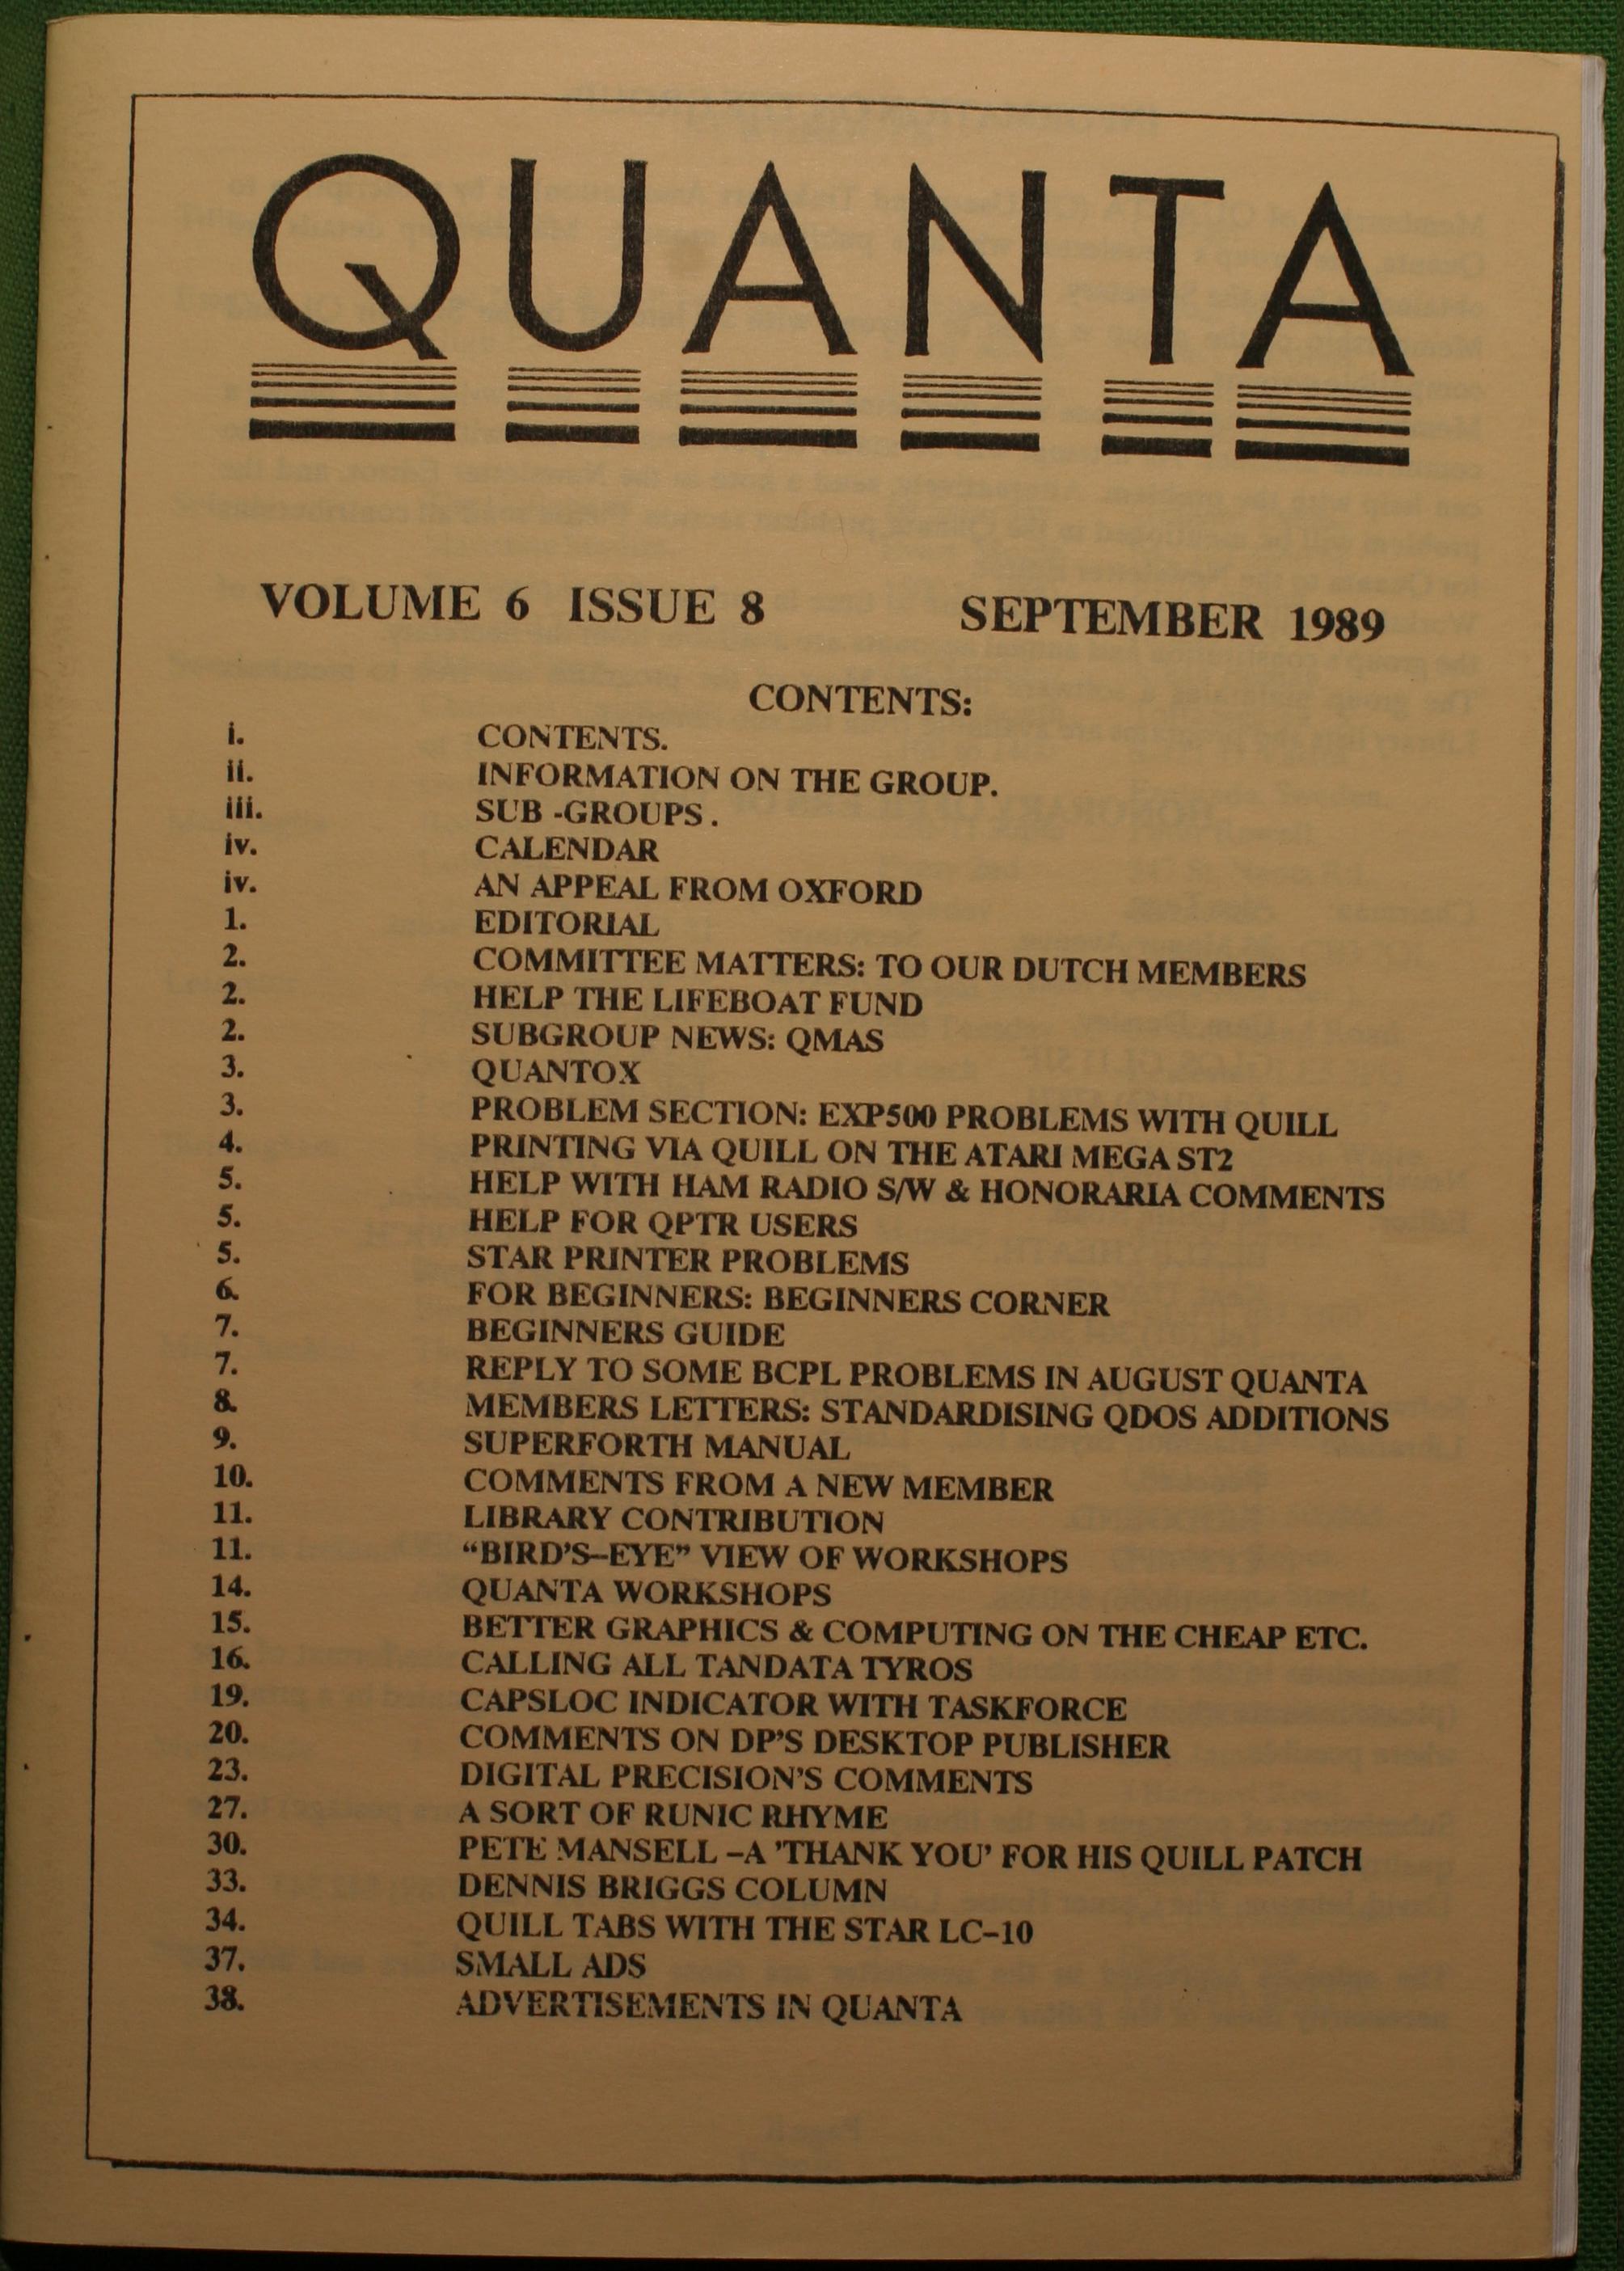 QUANTA
VOLUME 6 ISSUE 8 SEPTEMBER 1989
CONTENTS:
i. CONTENTS.
ii. INFORMATION ON THE GROUP.
iii. SUB -GROUPS .
iv. CALENDAR
iv. AN APPEAL FROM OXFORD
1. EDITORIAL
2. COMMITTEE MATTERS: TO OUR DUTCH MEMBERS
2. HELP THE LIFEBOAT FUND
2. SUBGROUP NEWS: QMAS
3. QUANTOX
3. PROBLEM SECTION: EXP500 PROBLEMS WITH QUILL
4. PRINTING VIA QUILL ON THE ATARI MEGA ST2
5. HELP WITH HAM RADIO S/W & HONORARIA COMMENTS
5. HELP FOR QPTR USERS
5. STAR PRINTER PROBLEMS
6. FOR BEGINNERS: BEGINNERS CORNER
7. BEGINNERS GUIDE
7. REPLY TO SOME BCPL PROBLEMS IN AUGUST QUANTA
8. MEMBERS LETTERS: STANDARDISING QDOS ADDITIONS
9. SUPERFORTH MANUAL
10. COMMENTS FROM A NEW MEMBER
11. LIBRARY CONTRIBUTION
11. “BIRD'S–EYE” VIEW OF WORKSHOPS
14. QUANTA WORKSHOPS
15. BETTER GRAPHICS & COMPUTING ON THE CHEAP ETC.
16. CALLING ALL TANDATA TYROS
19. CAPSLOC INDICATOR WITH TASKFORCE
20. COMMENTS ON DP'S DESKTOP PUBLISHER
23. DIGITAL PRECISION'S COMMENTS
27. A SORT OF RUNIC RHYME
30. PETE MANSELL –A 'THANK YOU' FOR HIS QUILL PATCH
33. DENNIS BRIGGS COLUMN
34. QUILL TABS WITH THE STAR LC–10
37. SMALL ADS
38. ADVERTISEMENTS IN QUANTA